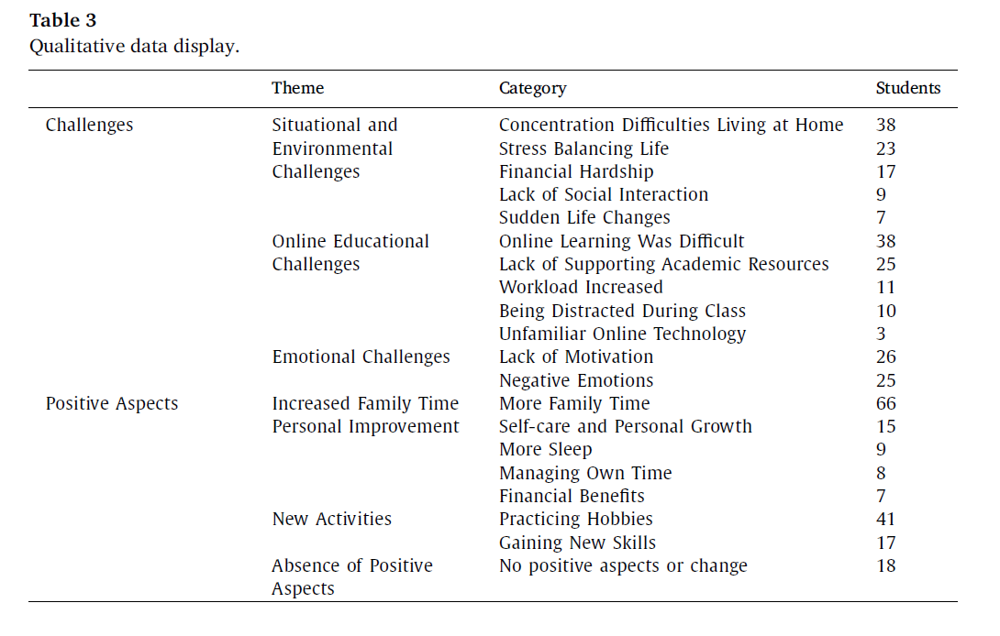 Table 3
Qualitative data display.
Theme Category Students
Challenges Situational and Concentration Difficulties Living at Home 38
Environmental Stress Balancing Life 23
Challenges Financial Hardship 17
Lack of Social Interaction 9
Sudden Life Changes 7
Online Educational Online Learning Was Difficult 38
Challenges Lack of Supporting Academic Resources 25
Workload Increased 11
Being Distracted During Class 10
Unfamiliar Online Technology 3
Emotional Challenges Lack of Motivation 26
Negative Emotions 25
Positive Aspects Increased Family Time More Family Time 66
Personal Improvement Self-care and Personal Growth 15
More Sleep 9
Managing Own Time 8
Financial Benefits 7
New Activities Practicing Hobbies 41
Gaining New Skills 17
Absence of Positive No positive aspects or change 18
Aspects